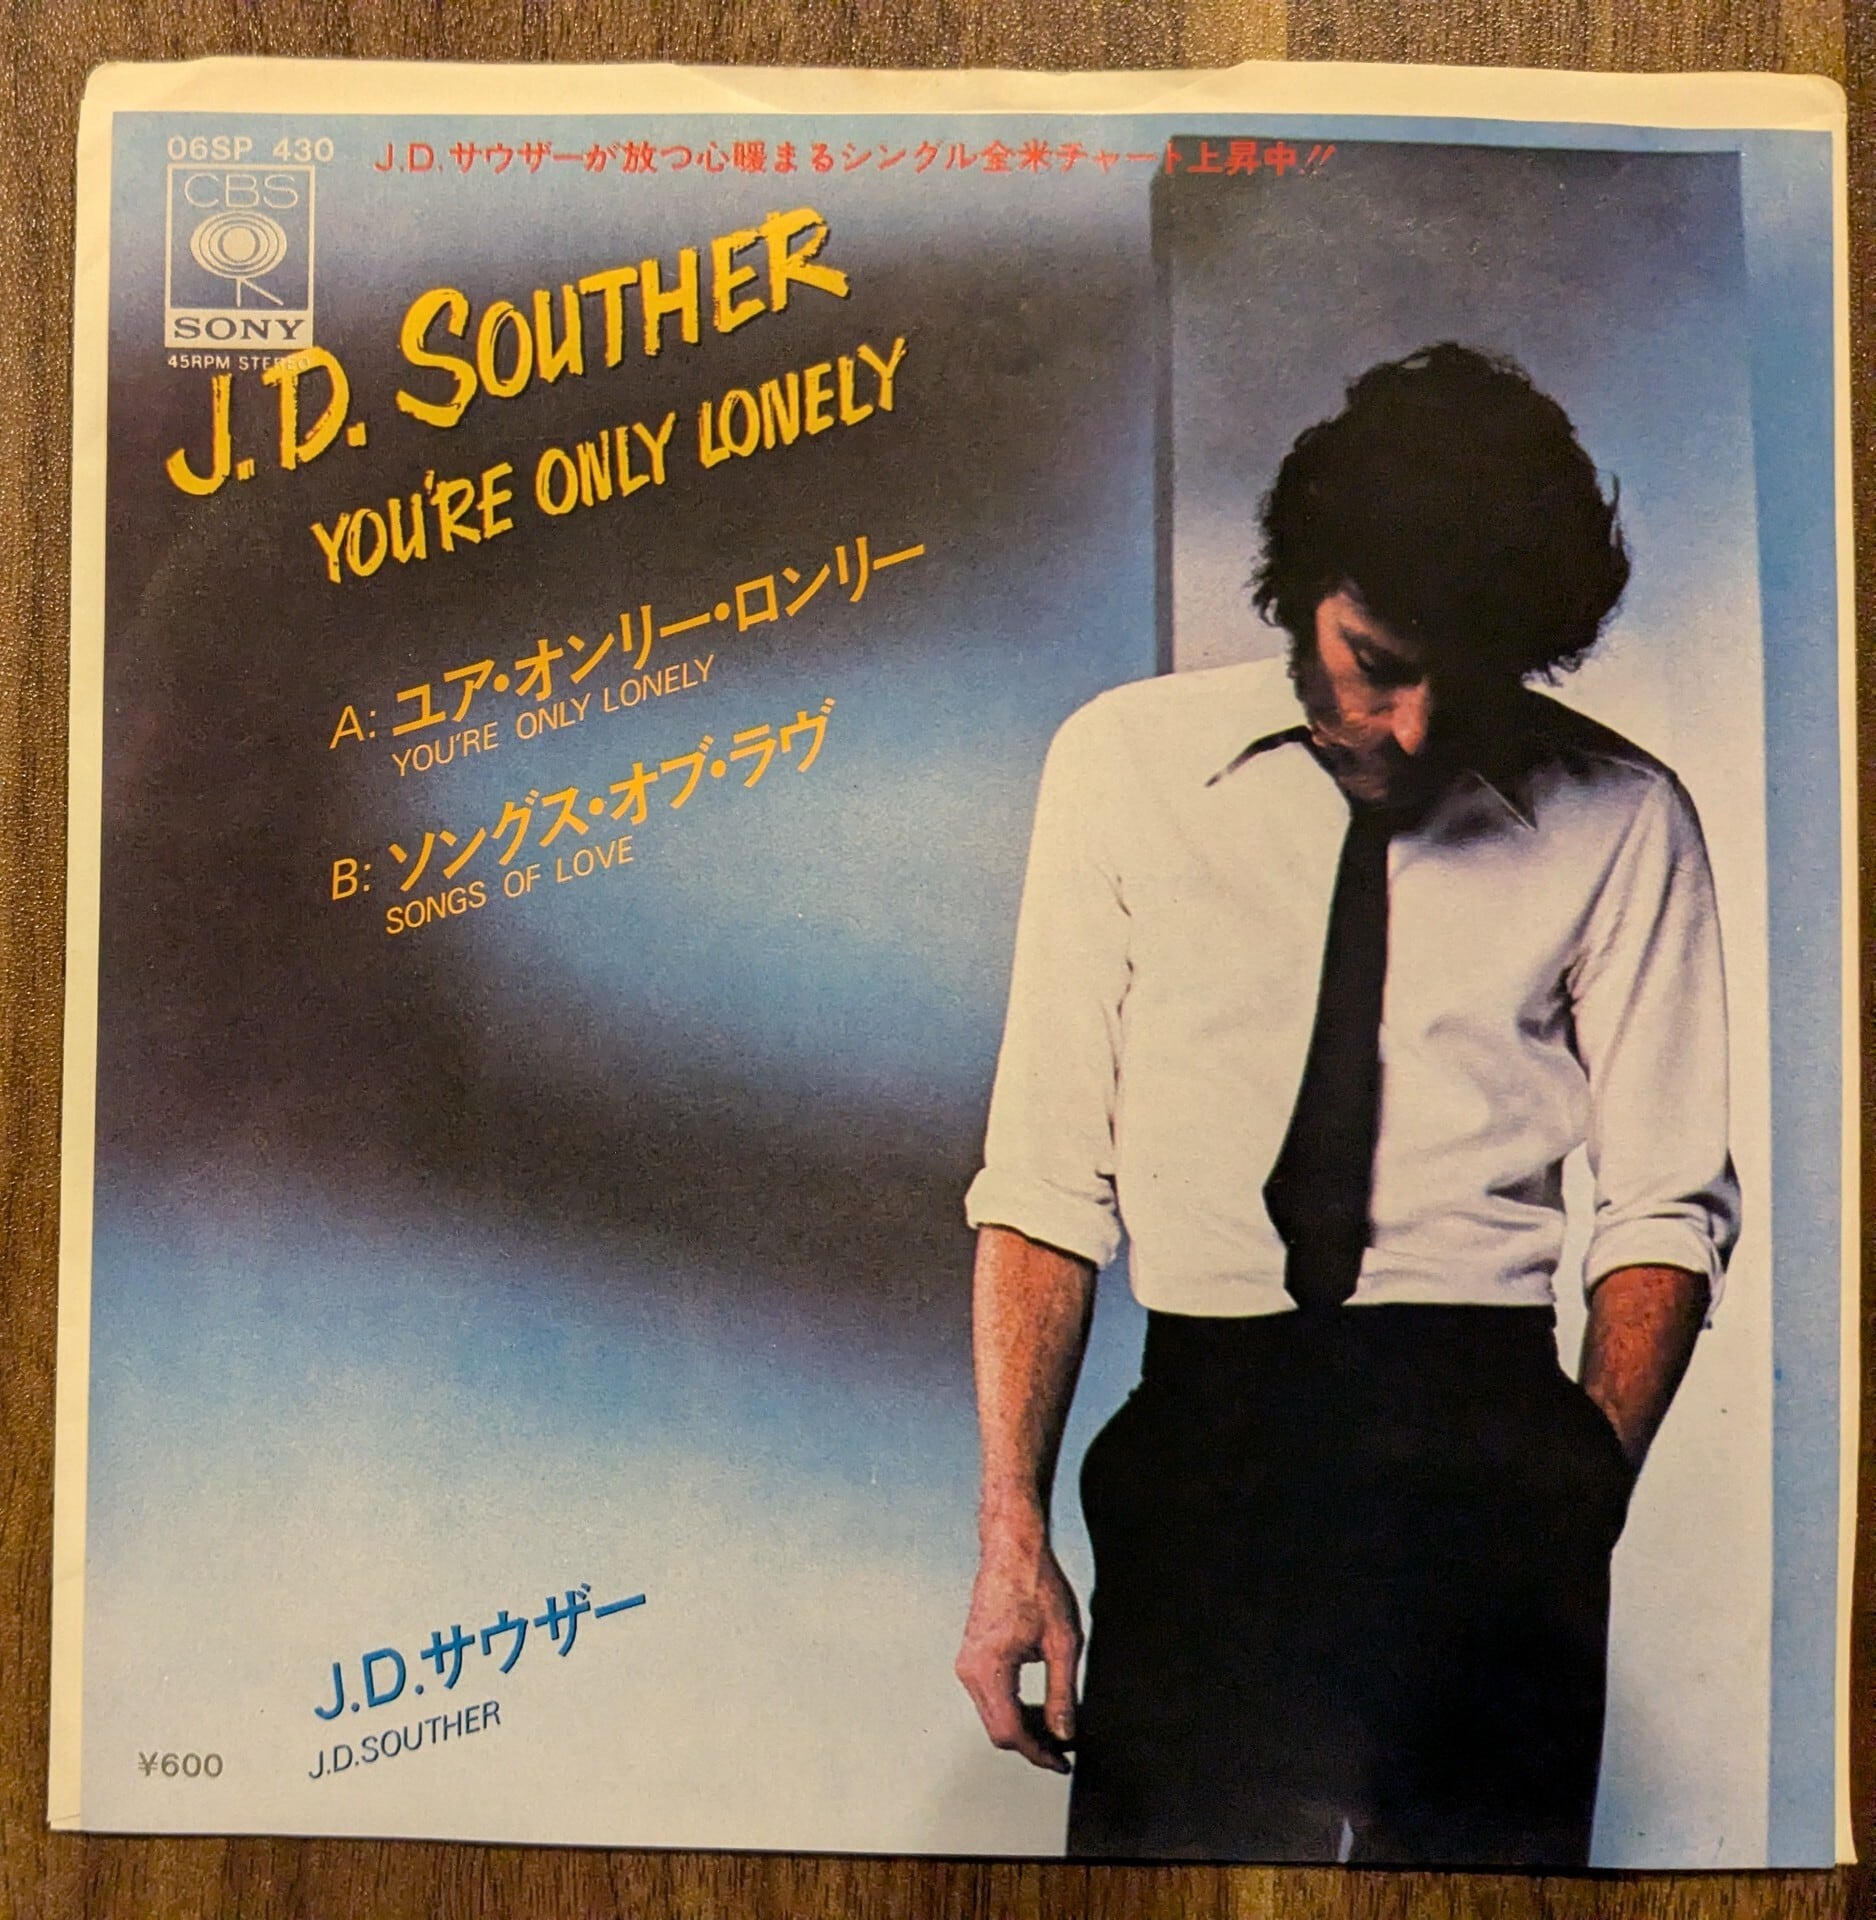 06SP 430
J.D.サウザーが放つ心暖まるシングル全米チャート上昇中!!
CBS
SONY
45RPM STEREO
J.D. SOUTHER
YOU'RE ONLY LONELY
A: ユア・オンリー・ロンリー
YOU'RE ONLY LONELY
B: ソングス・オブ・ラヴ
SONGS OF LOVE
J.D.サウザー
J.D.SOUTHER
¥600